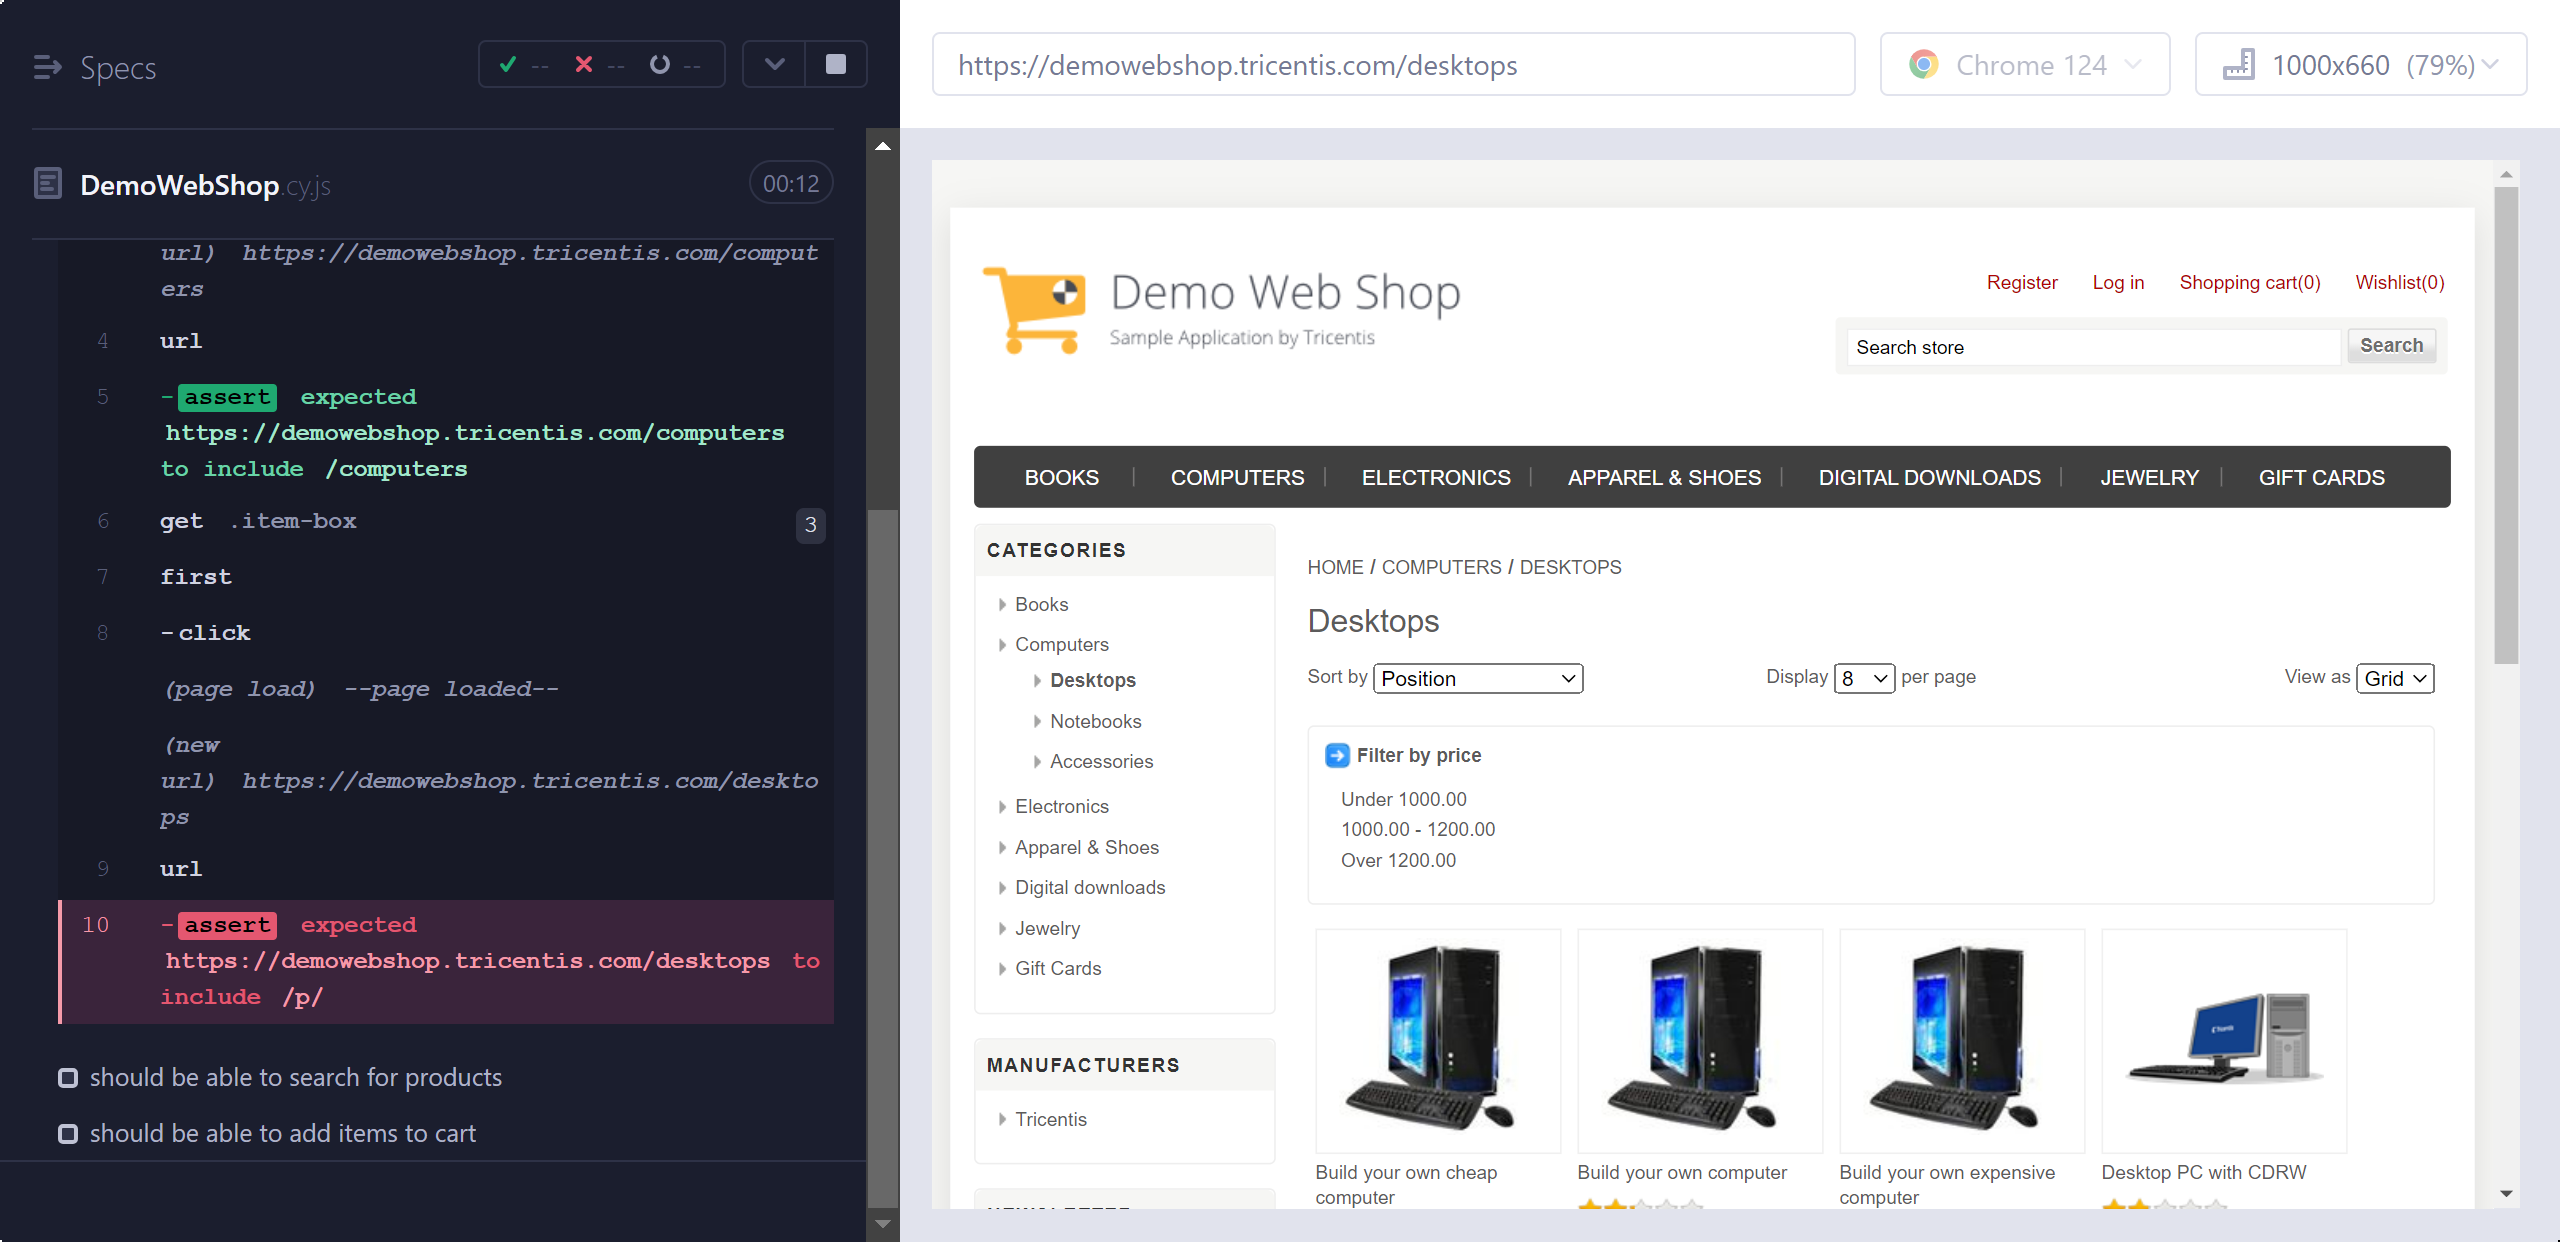 Specs
--
--
--
DemoWebShop.cy.js
00:12
url) https://demowebshop.tricentis.com/comput
ers
4 url
5 -assert expected
https://demowebshop.tricentis.com/computers
to include /computers
6 get .item-box 3
7 first
8 -click
(page load) --page loaded--
(new
url) https://demowebshop.tricentis.com/deskto
ps
9 url
10 -assert expected
https://demowebshop.tricentis.com/desktops to
include /p/
should be able to search for products
should be able to add items to cart
https://demowebshop.tricentis.com/desktops
Chrome 124
1000x660 (79%)
Demo Web Shop
Sample Application by Tricentis
Register Log in Shopping cart(0) Wishlist(0)
Search store Search
BOOKS COMPUTERS ELECTRONICS APPAREL & SHOES DIGITAL DOWNLOADS JEWELRY GIFT CARDS
CATEGORIES
Books
Computers
Desktops
Notebooks
Accessories
Electronics
Apparel & Shoes
Digital downloads
Jewelry
Gift Cards
MANUFACTURERS
Tricentis
HOME / COMPUTERS / DESKTOPS
Desktops
Sort by Position Display 8 per page View as Grid
Filter by price
Under 1000.00
1000.00 - 1200.00
Over 1200.00
Build your own cheap
computer
Build your own computer
Build your own expensive
computer
Desktop PC with CDRW